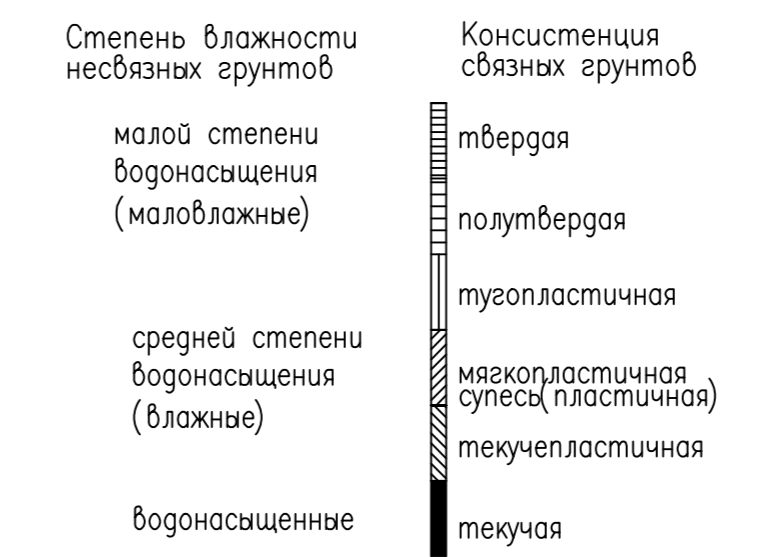 Степень влажности
несвязных грунтов
малой степени
водонасыщения
(маловлажные)
средней степени
водонасыщения
(влажные)
водонасыщенные
Консистенция
связных грунтов
твердая
полутвердая
тугопластичная
мягкопластичная
супесь(пластичная)
текучепластичная
текучая